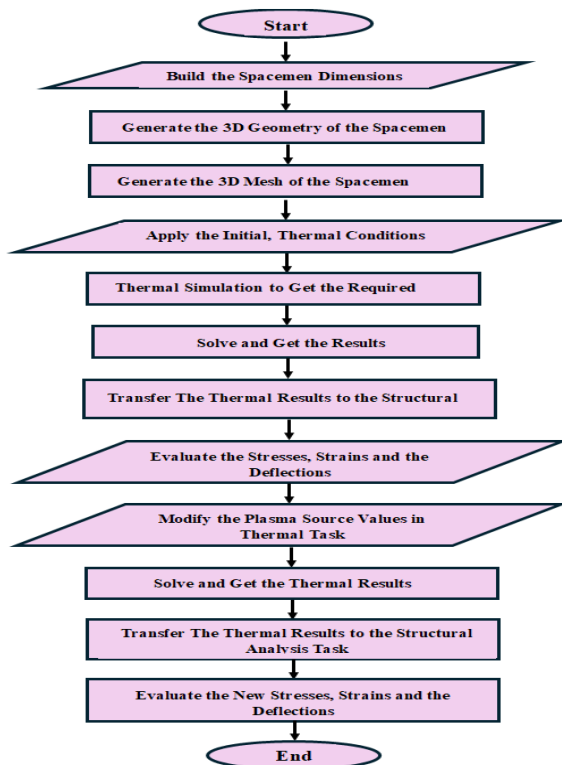 Start
Build the Spacemen Dimensions
Generate the 3D Geometry of the Spacemen
Generate the 3D Mesh of the Spacemen
Apply the Initial, Thermal Conditions
Thermal Simulation to Get the Required
Solve and Get the Results
Transfer The Thermal Results to the Structural
Evaluate the Stresses, Strains and the
Deflections
Modify the Plasma Source Values in
Thermal Task
Solve and Get the Thermal Results
Transfer The Thermal Results to the Structural
Analysis Task
Evaluate the New Stresses, Strains and the
Deflections
End